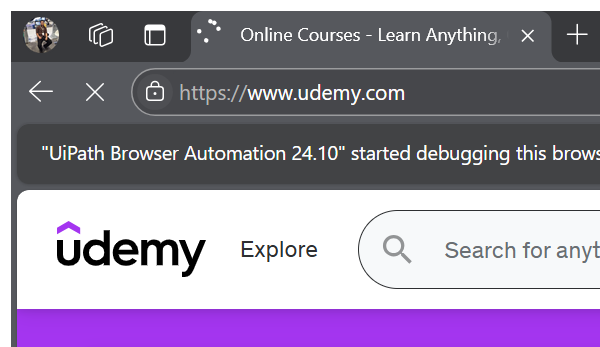 Online Courses - Learn Anything,
https://www.udemy.com
"UiPath Browser Automation 24.10" started debugging this brows
udemy
Explore
Search for anyt